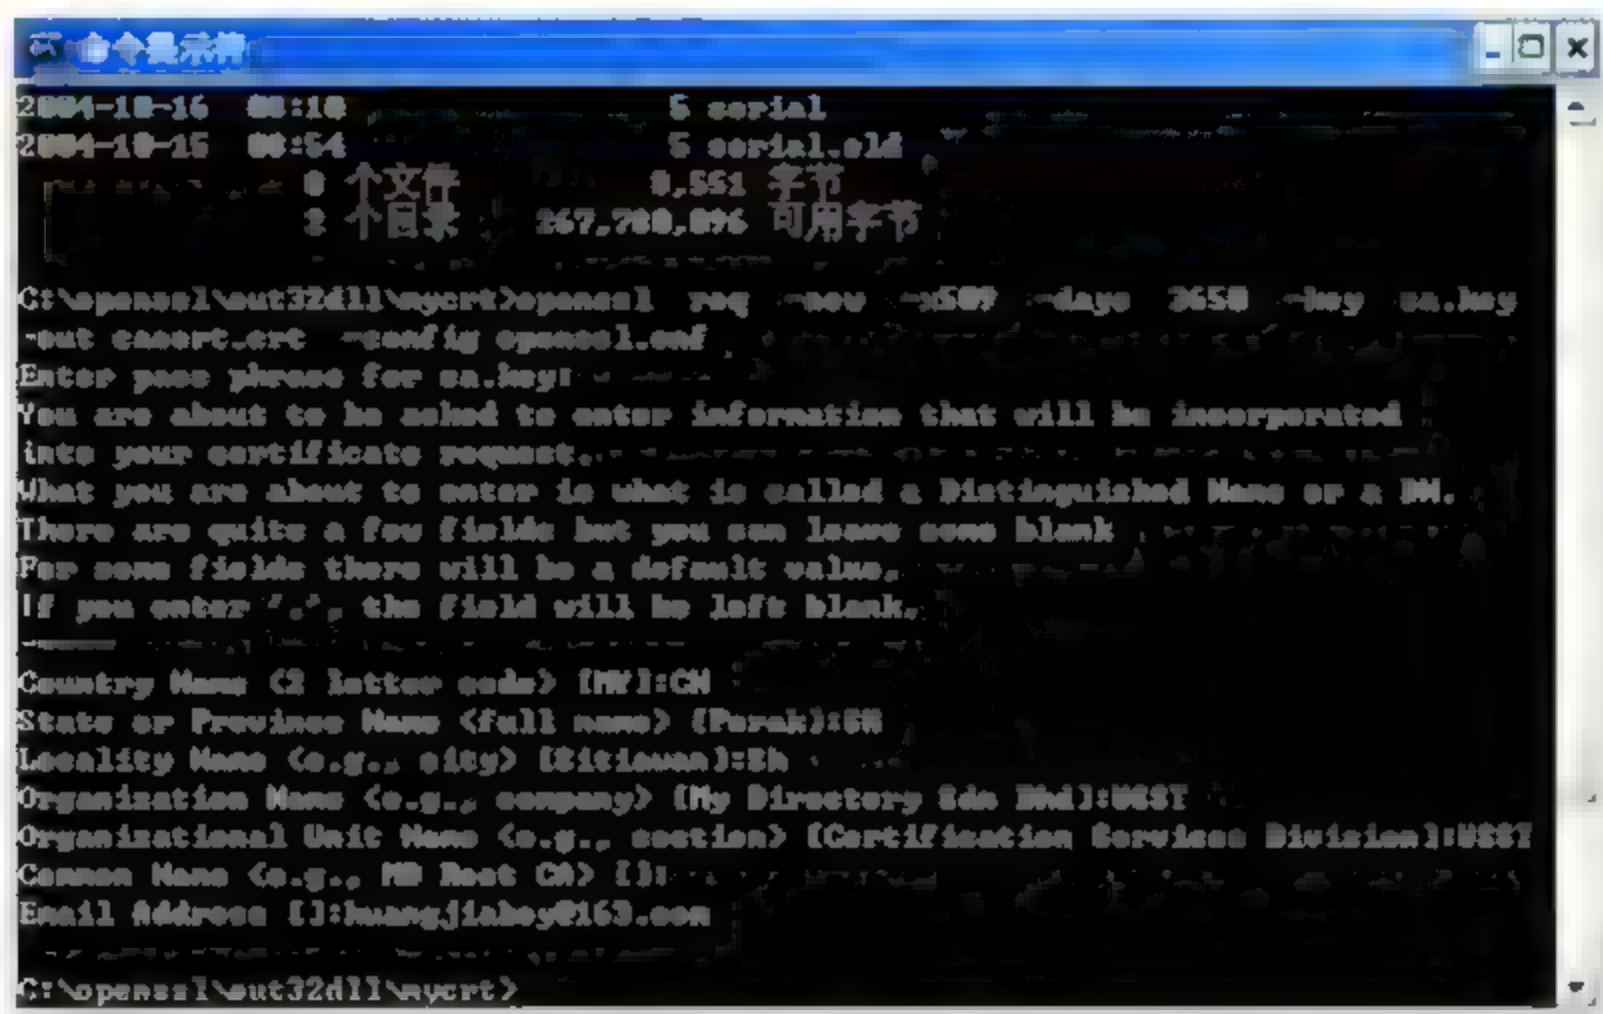 命令提示符
2004-10-16 00:10 5 serial
2004-10-15 00:54 5 serial.old
个文件 字节
2 个目录 可用字节
C:\openssl\out32dll\mycrt>openssl req -new -x509 -days 3650 -key ca.key
-out cacert.crt -config openssl.cnf
Enter pass phrase for ca.key:
You are about to be asked to enter information that will be incorporated
into your certificate request.
What you are about to enter is what is called a Distinguished Name or a DN.
There are quite a few fields but you can leave some blank
For some fields there will be a default value,
If you enter '.', the field will be left blank.
-----
Country Name (2 letter code) [MY]:CN
State or Province Name (full name) [Perak]:
Locality Name (e.g., city) [Sitiawan]:
Organization Name (e.g., company) [My Directory Sdn Bhd]:USST
Organizational Unit Name (e.g., section) [Certification Services Division]:USST
Common Name (e.g., MD Root CA) []:
Email Address []:
C:\openssl\out32dll\mycrt>